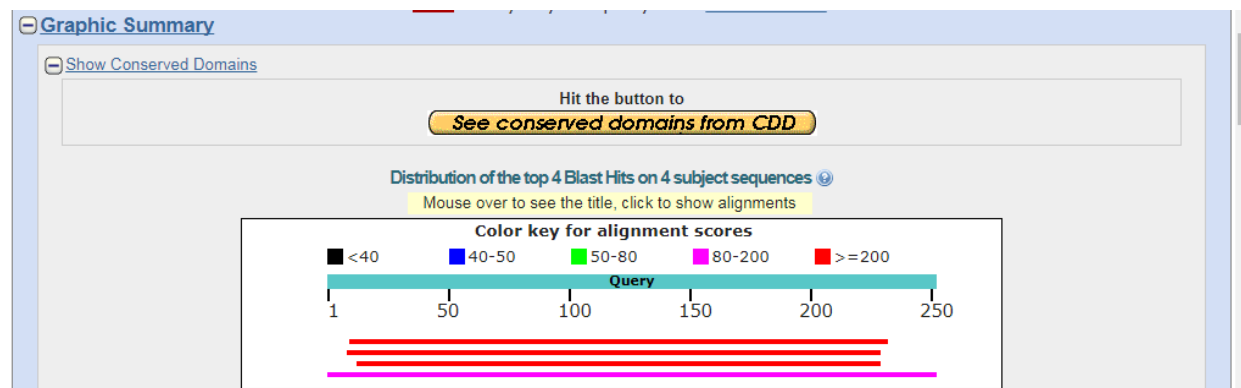 Graphic Summary
Show Conserved Domains
Hit the button to
See conserved domains from CDD
Distribution of the top 4 Blast Hits on 4 subject sequences
Mouse over to see the title, click to show alignments
Color key for alignment scores
<40 40-50 50-80 80-200 >=200
Query
1 50 100 150 200 250